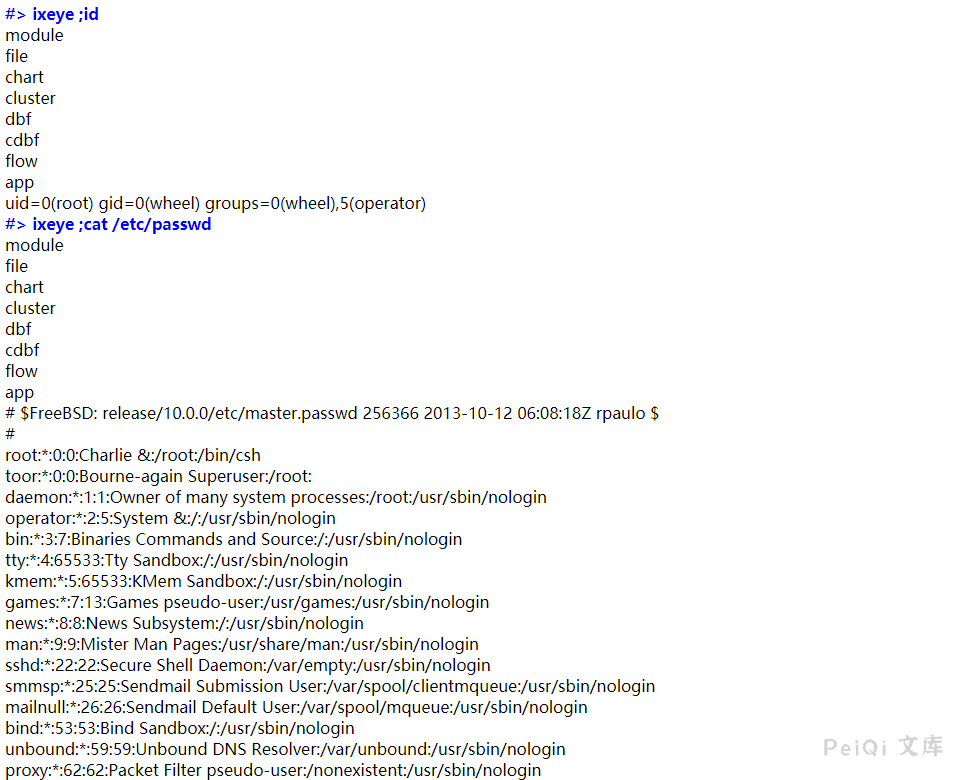 #> ixeye ;id
module
file
chart
cluster
dbf
cdbf
flow
app
uid=0(root) gid=0(wheel) groups=0(wheel),5(operator)
#> ixeye ;cat /etc/passwd
module
file
chart
cluster
dbf
cdbf
flow
app
# $FreeBSD: release/10.0.0/etc/master.passwd 256366 2013-10-12 06:08:18Z rpaulo $
#
root:*:0:0:Charlie &:/root:/bin/csh
toor:*:0:0:Bourne-again Superuser:/root:
daemon:*:1:1:Owner of many system processes:/root:/usr/sbin/nologin
operator:*:2:5:System &:/:/usr/sbin/nologin
bin:*:3:7:Binaries Commands and Source:/:/usr/sbin/nologin
tty:*:4:65533:Tty Sandbox:/:/usr/sbin/nologin
kmem:*:5:65533:KMem Sandbox:/:/usr/sbin/nologin
games:*:7:13:Games pseudo-user:/usr/games:/usr/sbin/nologin
news:*:8:8:News Subsystem:/:/usr/sbin/nologin
man:*:9:9:Mister Man Pages:/usr/share/man:/usr/sbin/nologin
sshd:*:22:22:Secure Shell Daemon:/var/empty:/usr/sbin/nologin
smmsp:*:25:25:Sendmail Submission User:/var/spool/clientmqueue:/usr/sbin/nologin
mailnull:*:26:26:Sendmail Default User:/var/spool/mqueue:/usr/sbin/nologin
bind:*:53:53:Bind Sandbox:/:/usr/sbin/nologin
unbound:*:59:59:Unbound DNS Resolver:/var/unbound:/usr/sbin/nologin
proxy:*:62:62:Packet Filter pseudo-user:/nonexistent:/usr/sbin/nologin
PeiQi 文库